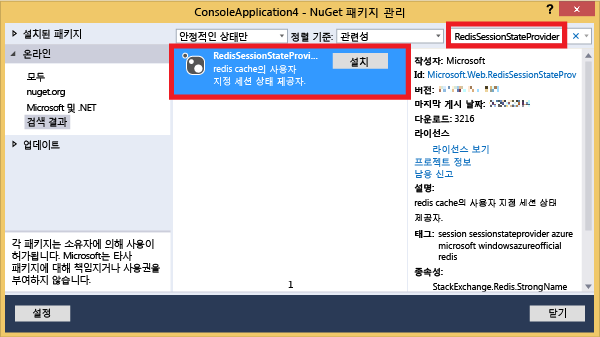 ConsoleApplication4 - NuGet 패키지 관리
설치된 패키지
온라인
모두
nuget.org
Microsoft 및 .NET
검색 결과
업데이트
각 패키지는 소유자에 의해 사용이
허가됩니다. Microsoft는 타사
패키지에 대해 책임지거나 사용권을
부여하지 않습니다.
안정적인 상태만
정렬 기준: 관련성
RedisSessionStateProvi...
설치
redis cache의 사용자
지정 세션 상태 제공자.
1
RedisSessionStateProvider
작성자: Microsoft
Id: Microsoft.Web.RedisSessionStateProv
버전:
마지막 게시 날짜:
다운로드: 3216
라이선스
라이선스 보기
프로젝트 정보
남용 신고
설명:
redis cache의 사용자 지정 세션 상태
제공자.
태그: session sessionstateprovider azure
microsoft windowsazureofficial
redis
종속성:
StackExchange.Redis.StrongName
설정
닫기